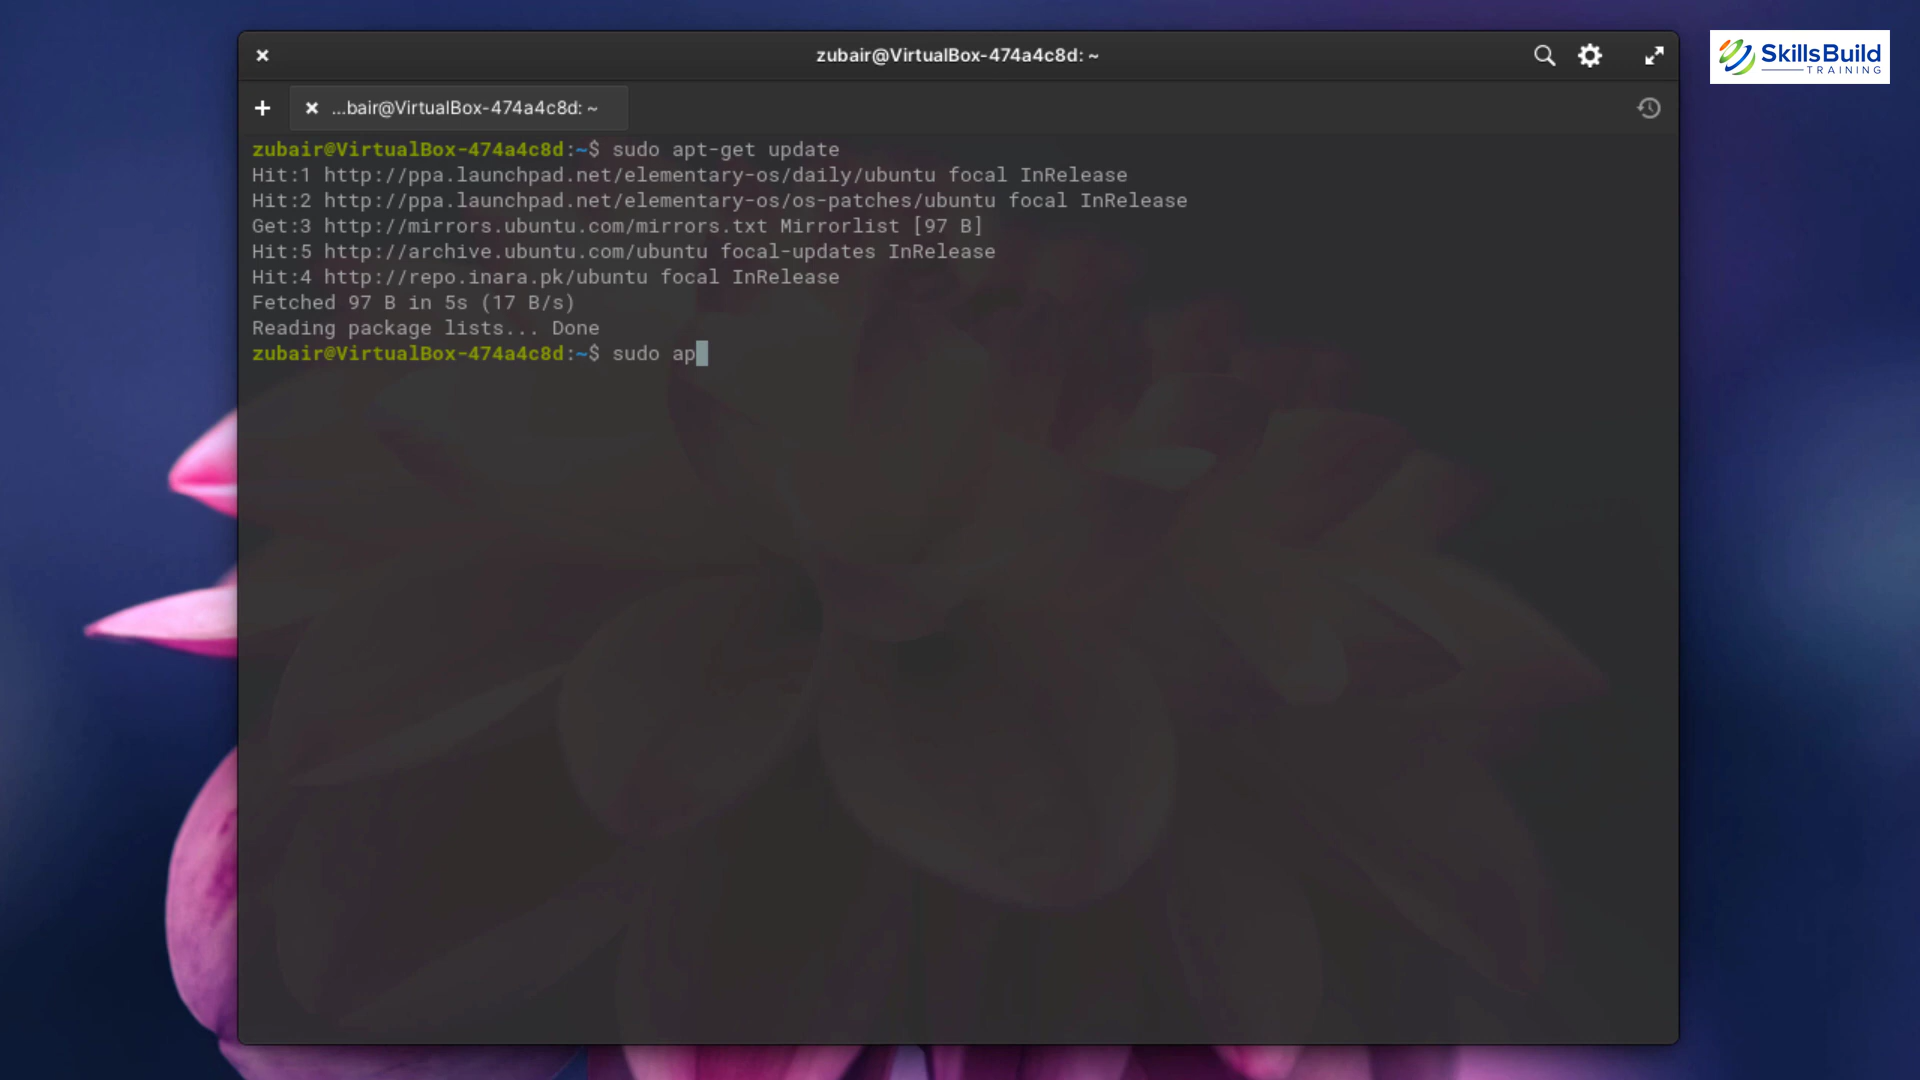 zubair@VirtualBox-474a4c8d: ~
SkillsBuild
TRAINING
...bair@VirtualBox-474a4c8d: ~
zubair@VirtualBox-474a4c8d:~$ sudo apt-get update
Hit:1 http://ppa.launchpad.net/elementary-os/daily/ubuntu focal InRelease
Hit:2 http://ppa.launchpad.net/elementary-os/os-patches/ubuntu focal InRelease
Get:3 http://mirrors.ubuntu.com/mirrors.txt Mirrorlist [97 B]
Hit:5 http://archive.ubuntu.com/ubuntu focal-updates InRelease
Hit:4 http://repo.inara.pk/ubuntu focal InRelease
Fetched 97 B in 5s (17 B/s)
Reading package lists... Done
zubair@VirtualBox-474a4c8d:~$ sudo ap